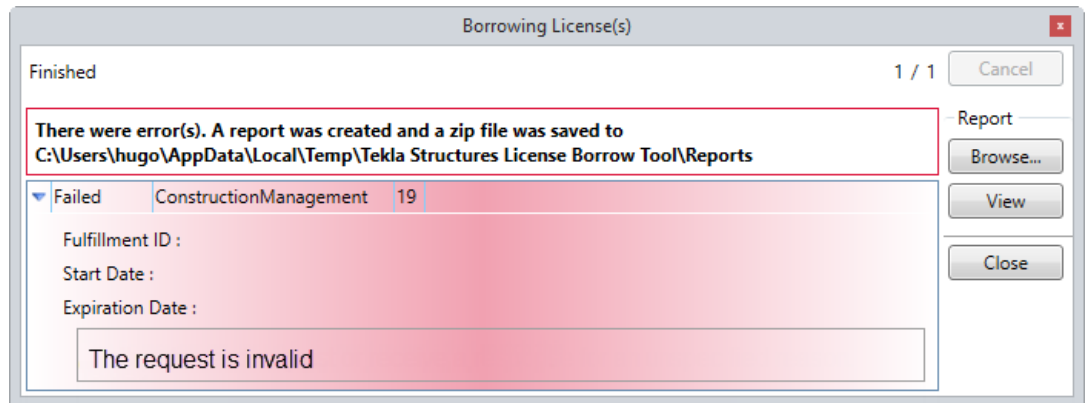 Borrowing License(s)
x
Finished
1 / 1
Cancel
There were error(s). A report was created and a zip file was saved to
C:\Users\hugo\AppData\Local\Temp\Tekla Structures License Borrow Tool\Reports
Report
Browse...
Failed ConstructionManagement 19
View
Fulfillment ID :
Start Date :
Close
Expiration Date :
The request is invalid